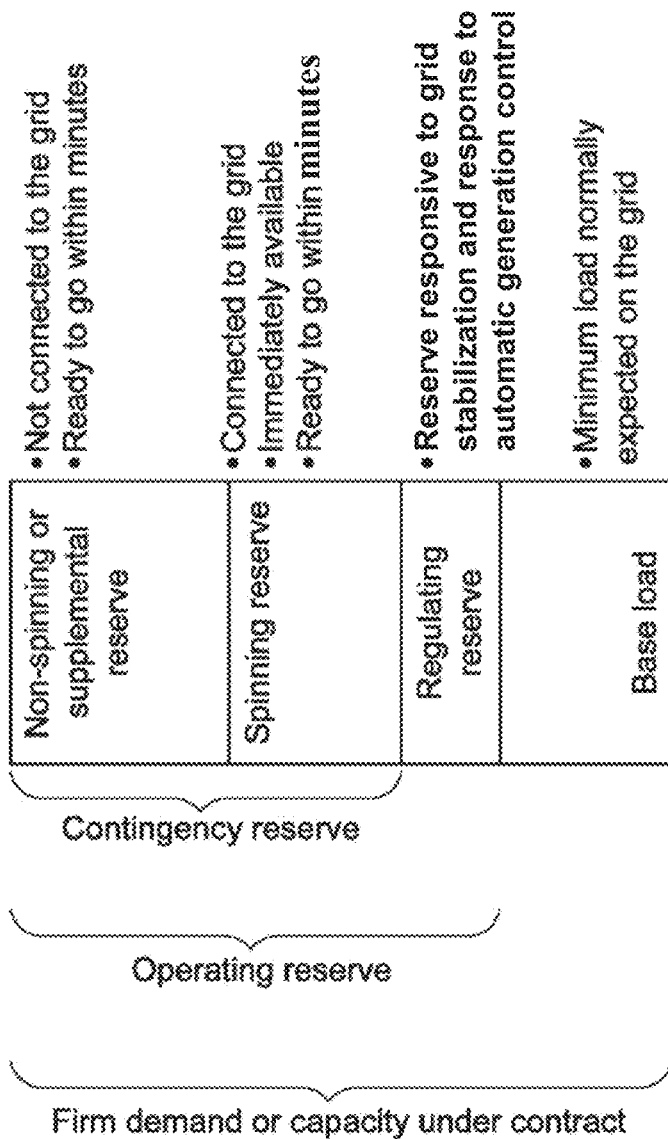 Firm demand or capacity under contract
Operating reserve
Contingency reserve
Non-spinning or
supplemental
reserve
•Not connected to the grid
•Ready to go within minutes
Spinning reserve
•Connected to the grid
•Immediately available
•Ready to go within minutes
Regulating
reserve
•Reserve responsive to grid
stabilization and response to
automatic generation control
Base load
•Minimum load normally
expected on the grid